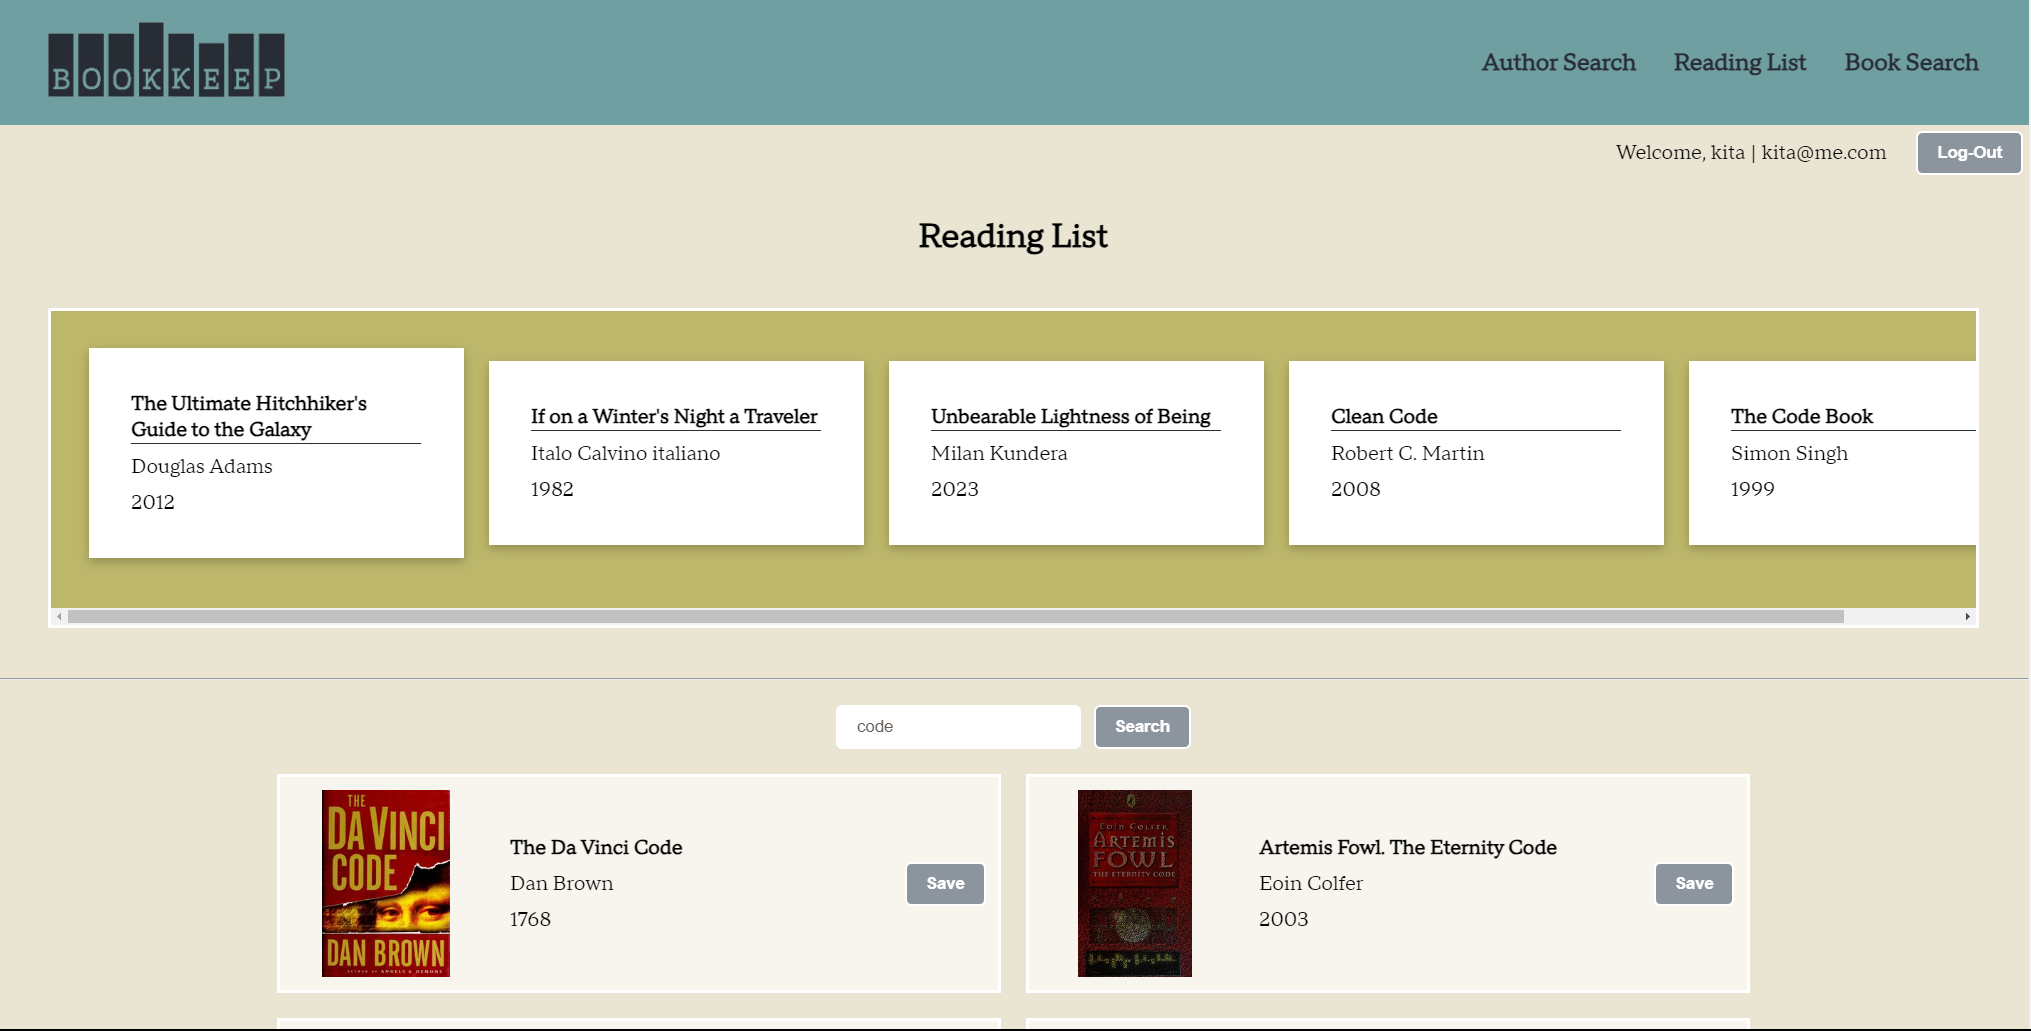 BOOKKEEP
Author Search
Reading List
Book Search
Welcome, kita | kita@me.com
Log-Out
Reading List
The Ultimate Hitchhiker's
Guide to the Galaxy
Douglas Adams
2012
If on a Winter's Night a Traveler
Italo Calvino italiano
1982
Unbearable Lightness of Being
Milan Kundera
2023
Clean Code
Robert C. Martin
2008
The Code Book
Simon Singh
1999
code
Search
THE
DA VINCI
CODE
DAN BROWN
AUTHOR OF ANGELS & DEMONS
The Da Vinci Code
Dan Brown
1768
Save
EOIN COLFER
ARTEMIS
FOWL
THE ETERNITY CODE
Artemis Fowl. The Eternity Code
Eoin Colfer
2003
Save